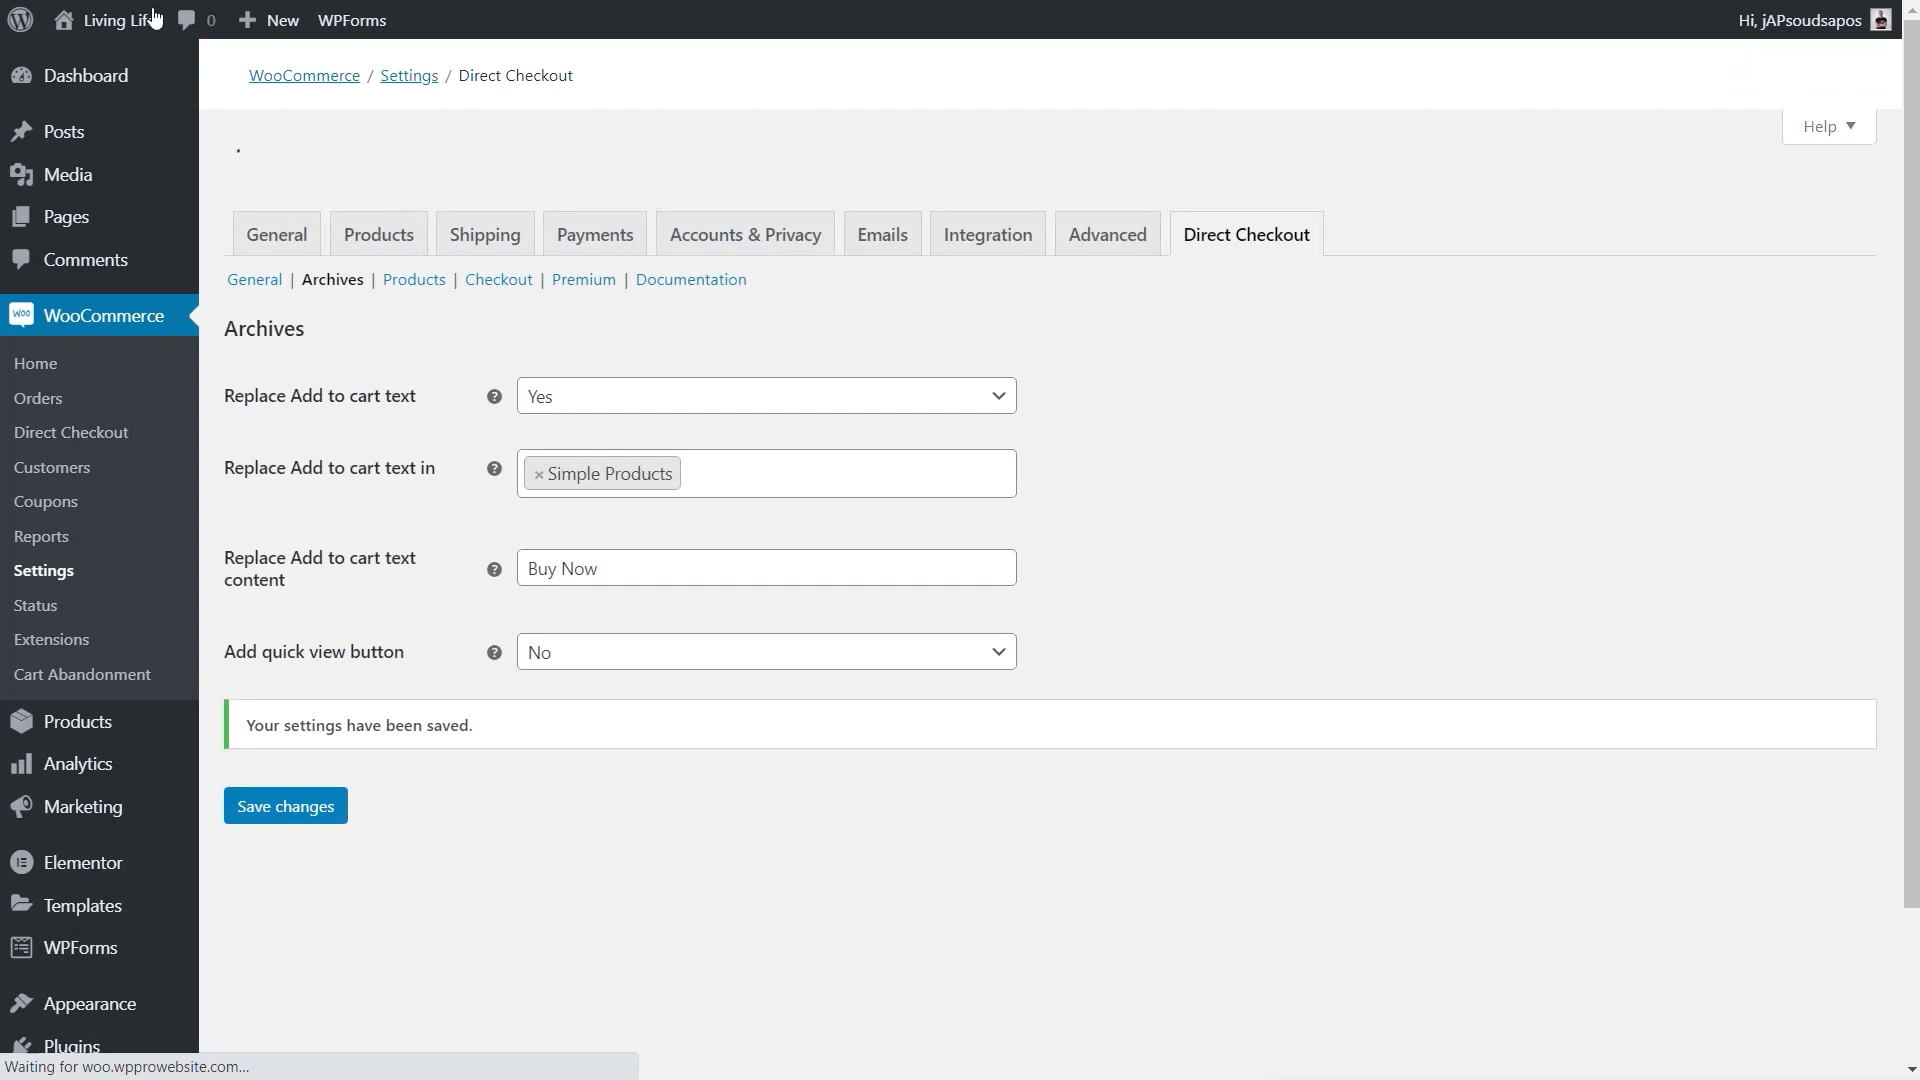 Living Life
0
New
WPForms
Hi, jAPsoudsapos
Dashboard
Posts
Media
Pages
Comments
WooCommerce
Home
Orders
Direct Checkout
Customers
Coupons
Reports
Settings
Status
Extensions
Cart Abandonment
Products
Analytics
Marketing
Elementor
Templates
WPForms
Appearance
Plugins
WooCommerce / Settings / Direct Checkout
Help
General
Products
Shipping
Payments
Accounts & Privacy
Emails
Integration
Advanced
Direct Checkout
General | Archives | Products | Checkout | Premium | Documentation
Archives
Replace Add to cart text
Yes
Replace Add to cart text in
× Simple Products
Replace Add to cart text
content
Buy Now
Add quick view button
No
Your settings have been saved.
Save changes
Waiting for woo.wpprowebsite.com...